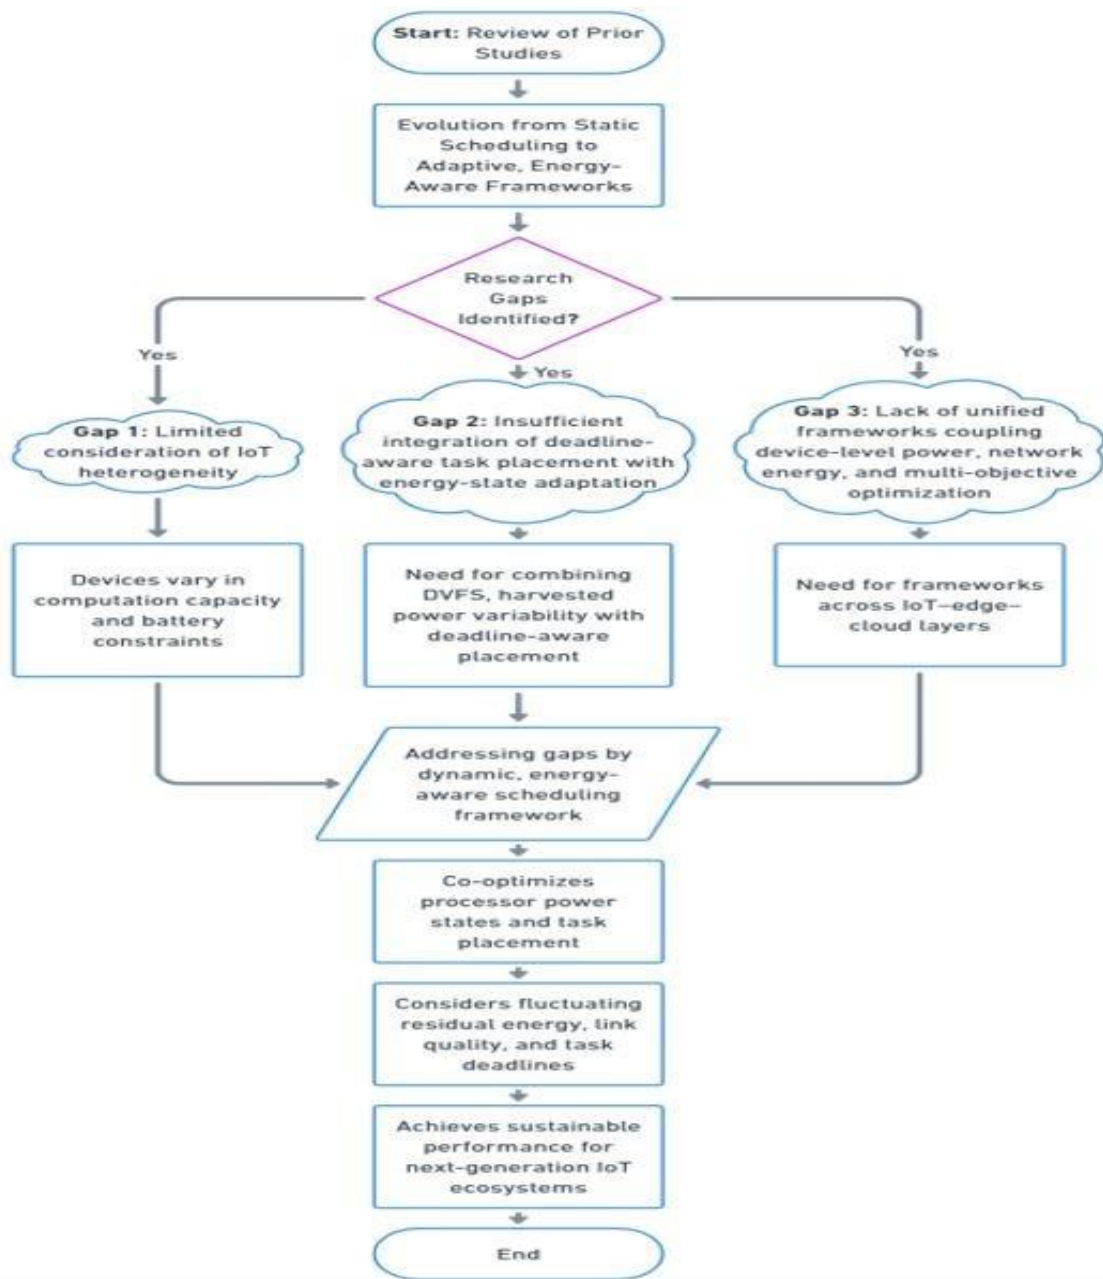 Start: Review of Prior
Studies
Evolution from Static
Scheduling to
Adaptive, Energy-
Aware Frameworks
Research
Gaps
Identified?
Yes
Yes
Yes
Gap 1: Limited
consideration of IoT
heterogeneity
Gap 2: Insufficient
integration of deadline-
aware task placement with
energy-state adaptation
Gap 3: Lack of unified
frameworks coupling
device-level power, network
energy, and multi-objective
optimization
Devices vary in
computation capacity
and battery
constraints
Need for combining
DVFS, harvested
power variability with
deadline-aware
placement
Need for frameworks
across IoT–edge–
cloud layers
Addressing gaps by
dynamic, energy-
aware scheduling
framework
Co-optimizes
processor power
states and task
placement
Considers fluctuating
residual energy, link
quality, and task
deadlines
Achieves sustainable
performance for
next-generation IoT
ecosystems
End